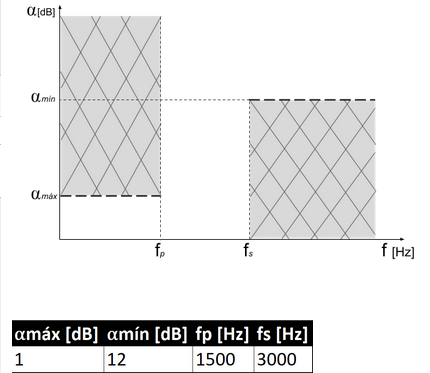 α[dB]
αmín
αmáx
fp
fs
f [Hz]
αmáx [dB] αmín [dB] fp [Hz] fs [Hz]
1 12 1500 3000